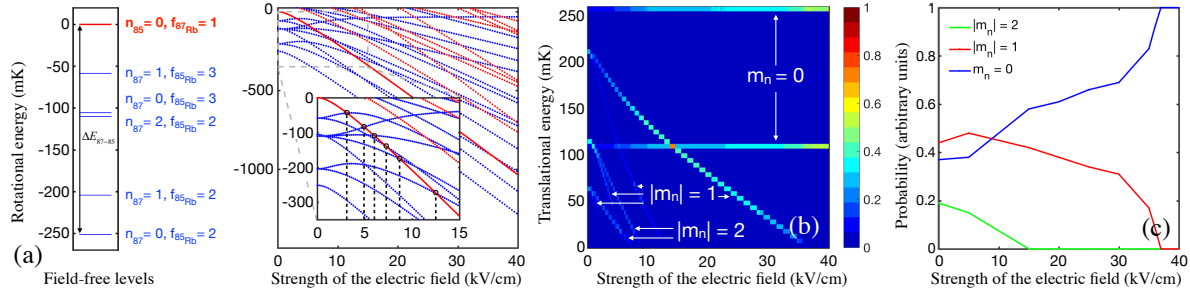 Rotational energy (mK)
0
-50
-100
-150
-200
-250
n85= 0, f87Rb= 1
n87= 1, f85Rb= 3
n87= 0, f85Rb= 3
n87= 2, f85Rb= 2
ΔE87-85
n87= 1, f85Rb= 2
n87= 0, f85Rb= 2
(a)
Field-free levels
0
-500
-1000
0
-100
-200
-300
0 5 10 15
0 10 20 30 40
Strength of the electric field (kV/cm)
Translational energy (mK)
250
200
150
100
50
0
mn= 0
|mn| = 1
|mn| = 2
(b)
0 10 20 30 40
Strength of the electric field (kV/cm)
1
0.8
0.6
0.4
0.2
0
Probability (arbitrary units)
1
0.8
0.6
0.4
0.2
0
|mn| = 2
|mn| = 1
mn= 0
(c)
0 10 20 30 40
Strength of the electric field (kV/cm)